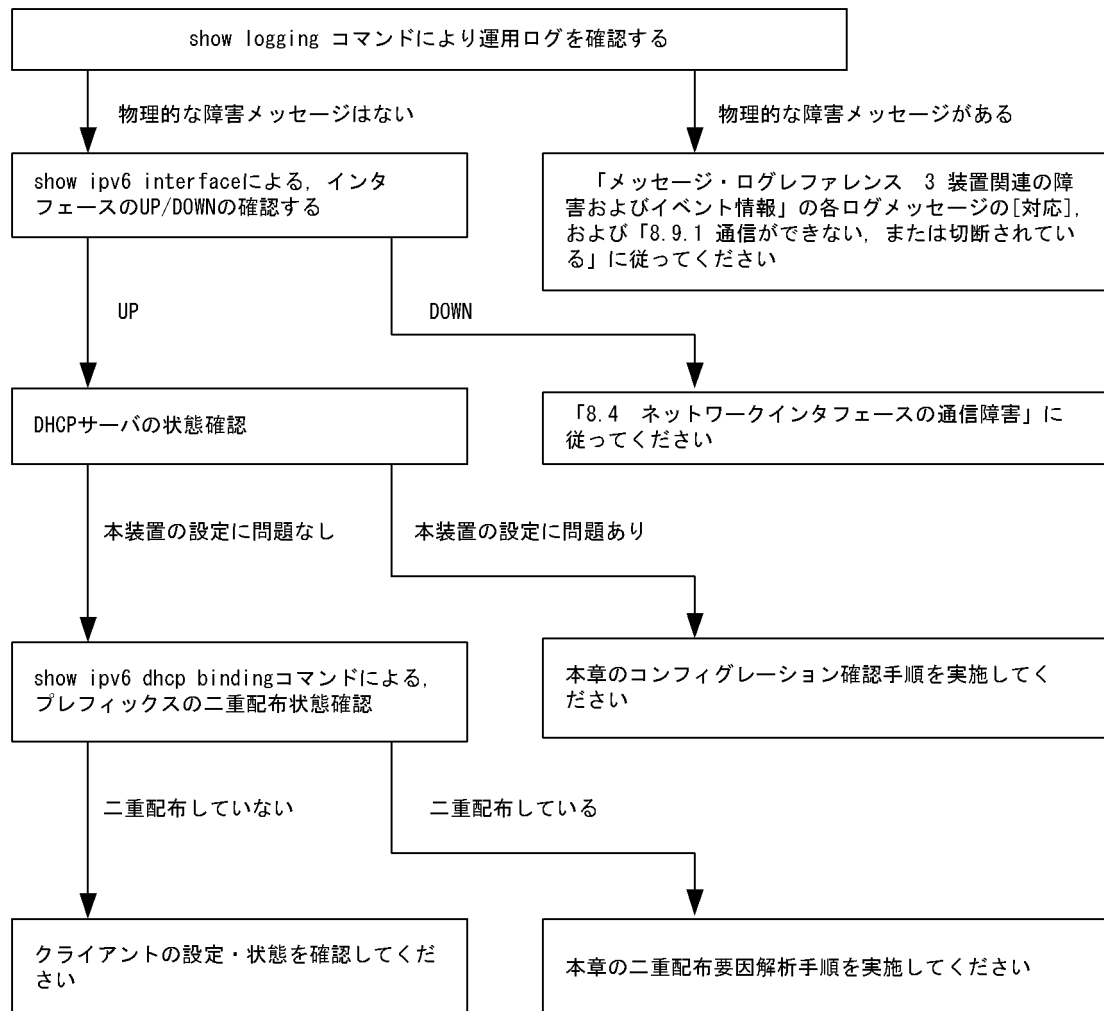 show logging コマンドにより運用ログを確認する
物理的な障害メッセージはない
物理的な障害メッセージがある
show ipv6 interfaceによる，インタ
フェースのUP/DOWNの確認する
「メッセージ・ログレファレンス　3 装置関連の障
害およびイベント情報」の各ログメッセージの[対応]，
および「8.9.1 通信ができない，または切断されてい
る」に従ってください
UP
DOWN
DHCPサーバの状態確認
「8.4　ネットワークインタフェースの通信障害」に
従ってください
本装置の設定に問題なし
本装置の設定に問題あり
show ipv6 dhcp bindingコマンドによる，
プレフィックスの二重配布状態確認
本章のコンフィグレーション確認手順を実施してく
ださい
二重配布していない
二重配布している
クライアントの設定・状態を確認してくだ
さい
本章の二重配布要因解析手順を実施してください